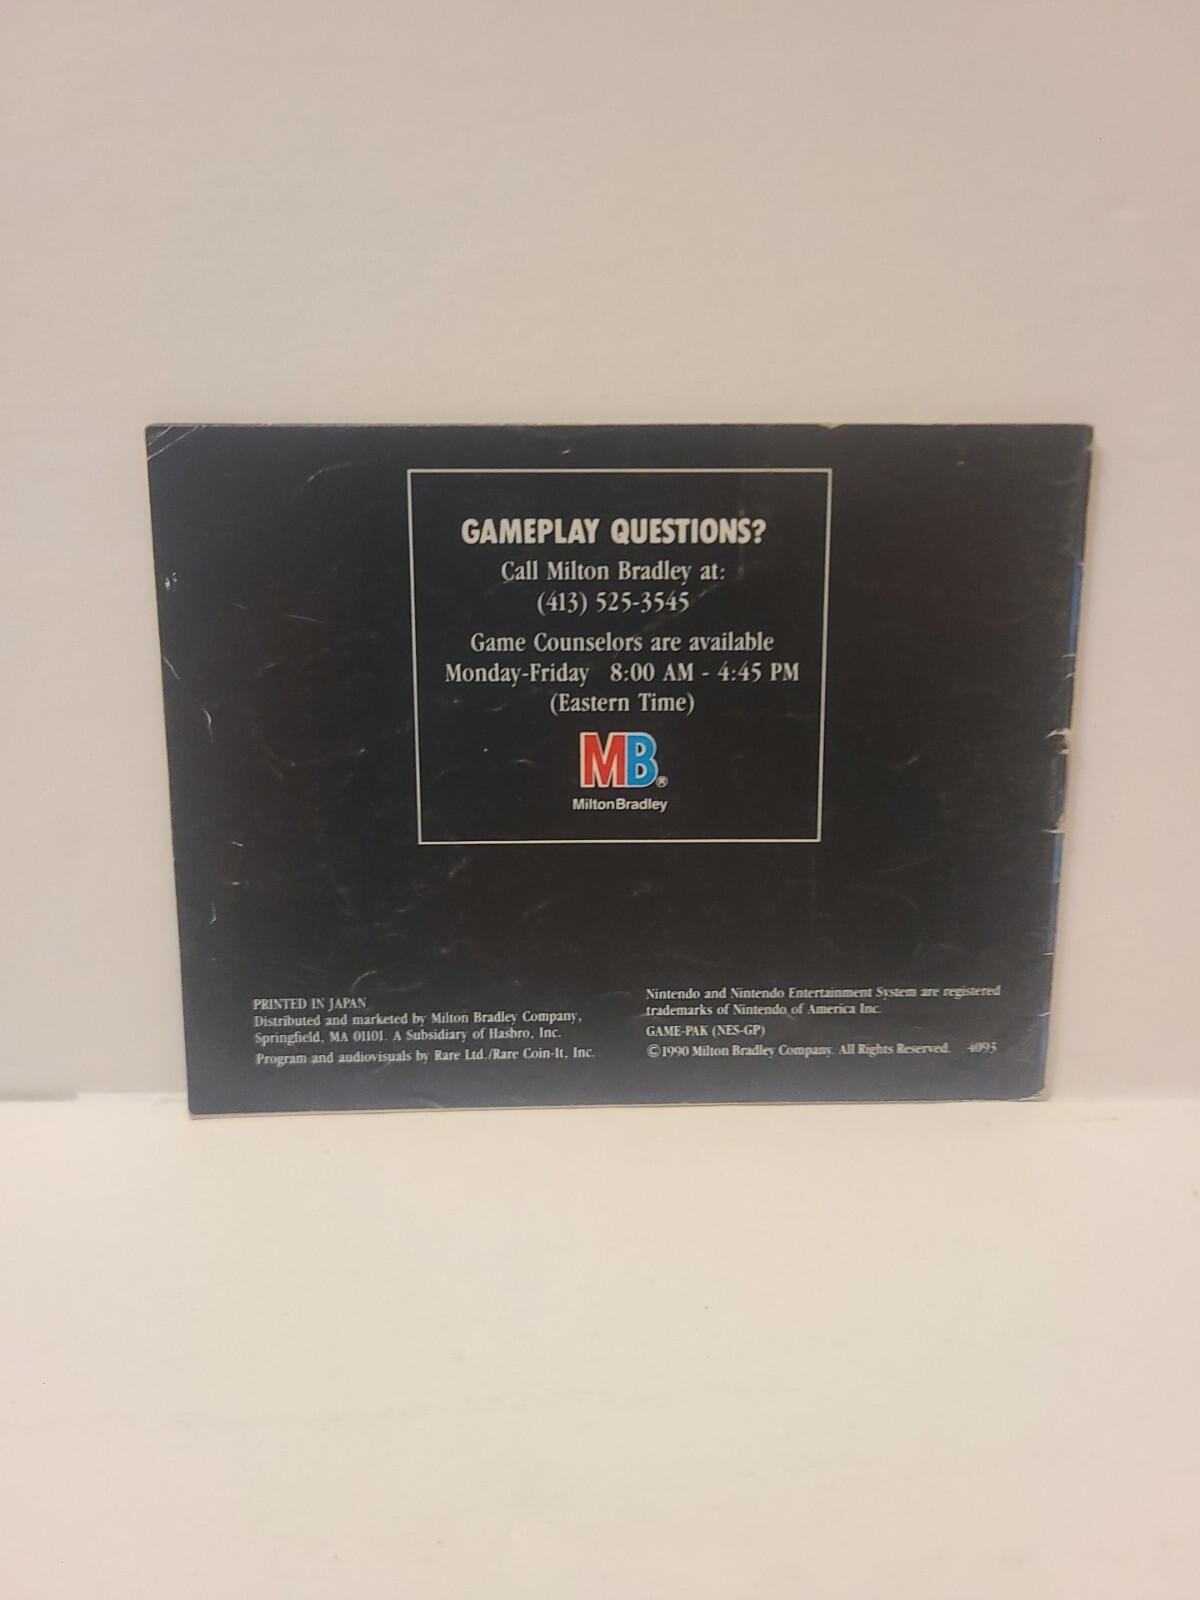 GAMEPLAY QUESTIONS?
Call Milton Bradley at:
(413) 525-3545
Game Counselors are available
Monday-Friday 8:00 AM - 4:45 PM
(Eastern Time)
MB®
MiltonBradley
PRINTED IN JAPAN
Distributed and marketed by Milton Bradley Company,
Springfield, MA 01101. A Subsidiary of Hasbro, Inc.
Program and audiovisuals by Rare Ltd./Rare Coin-It, Inc.
Nintendo and Nintendo Entertainment System are registered
trademarks of Nintendo of America Inc.
GAME-PAK (NES-GP)
©1990 Milton Bradley Company. All Rights Reserved. 4093